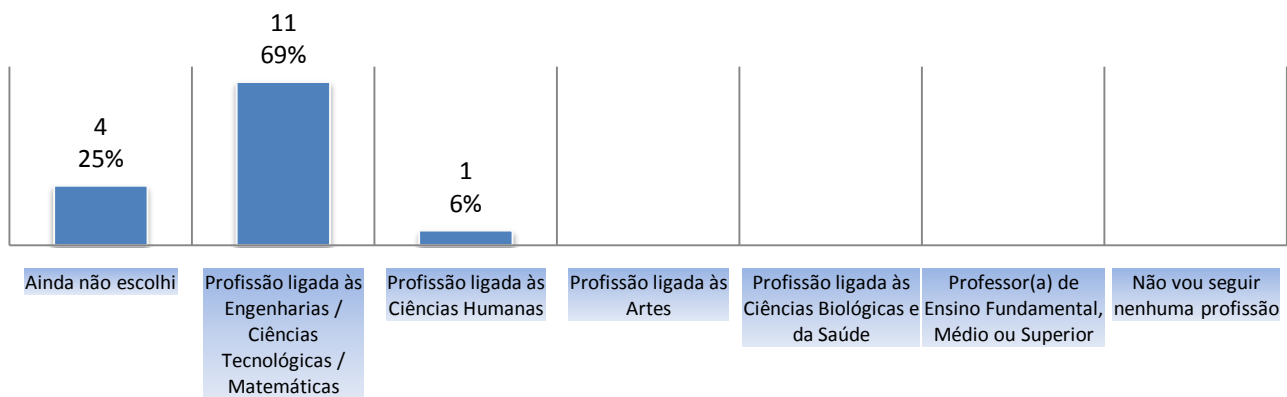 11
69%
4
25%
1
6%
Ainda não escolhi
Profissão ligada às
Engenharias /
Ciências
Tecnológicas /
Matemáticas
Profissão ligada às
Ciências Humanas
Profissão ligada às
Artes
Profissão ligada às
Ciências Biológicas e
da Saúde
Professor(a) de
Ensino Fundamental,
Médio ou Superior
Não vou seguir
nenhuma profissão